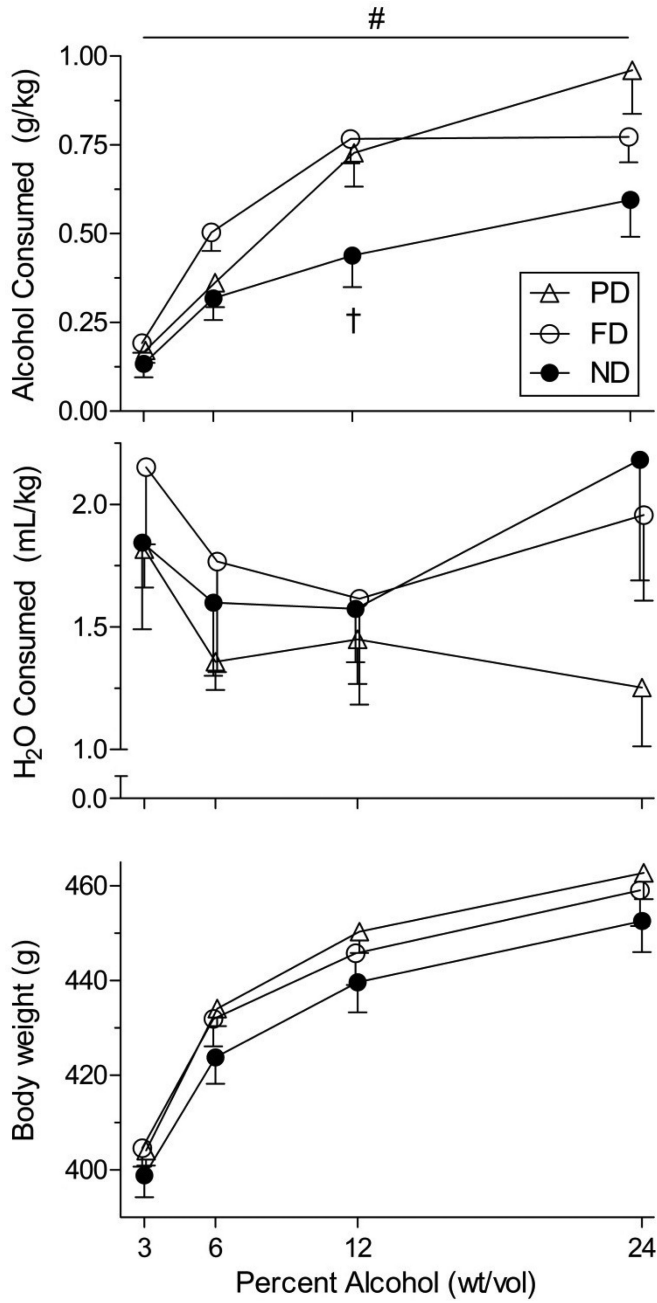 #
Alcohol Consumed (g/kg)
1.00
0.75
0.50
0.25
0.00
†
PD
FD
ND
H₂O Consumed (mL/kg)
2.0
1.5
1.0
0.0
Body weight (g)
460
440
420
400
3 6 12 24
Percent Alcohol (wt/vol)